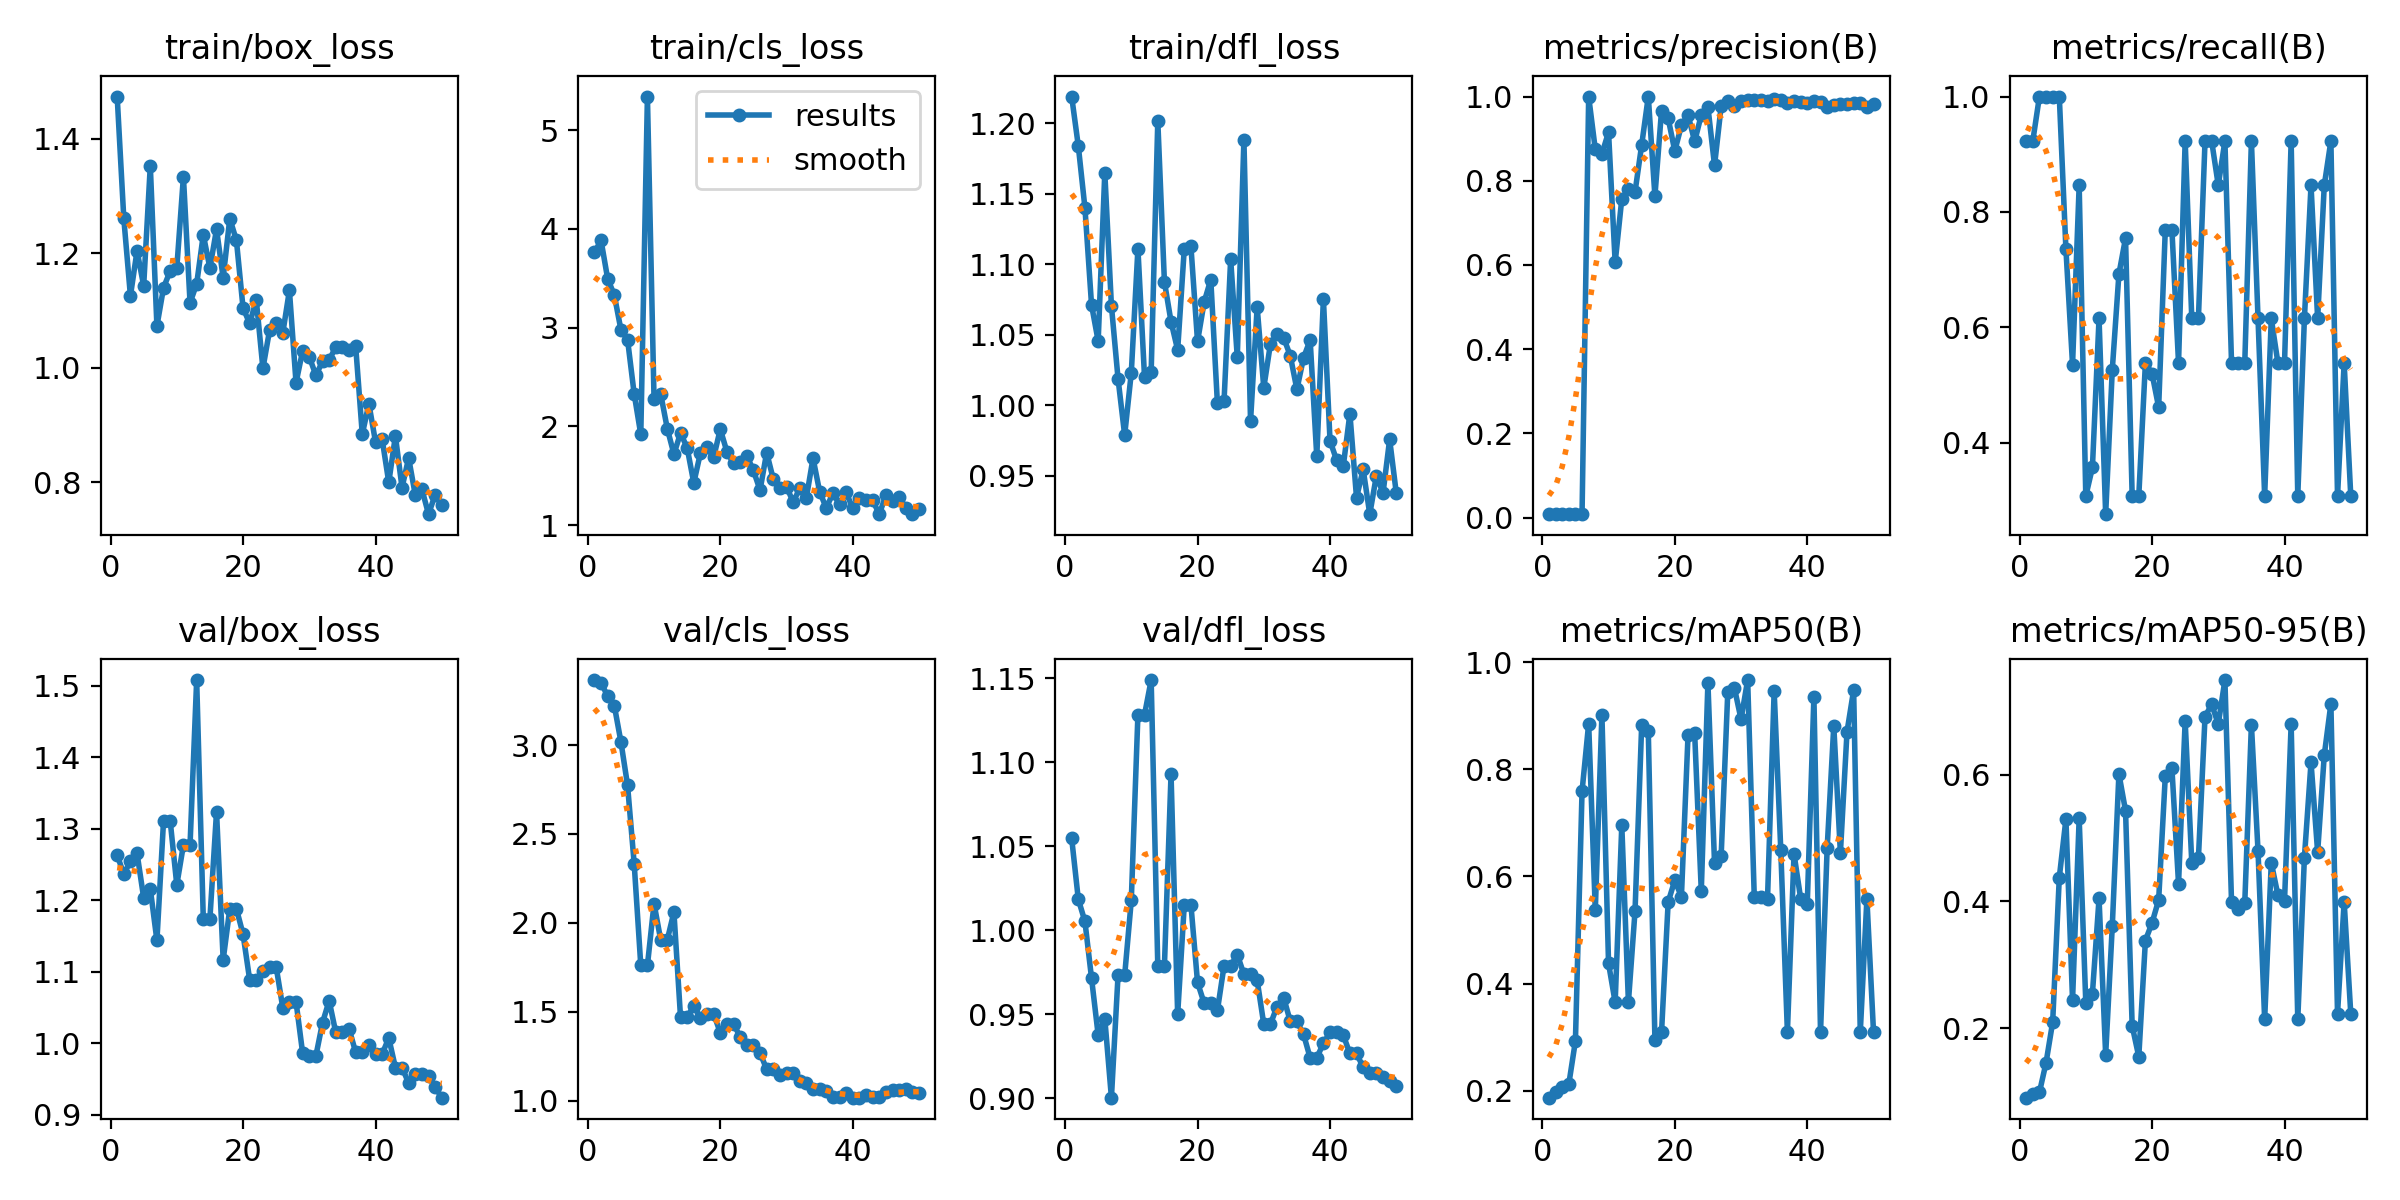 train/box_loss
1.4
1.2
1.0
0.8
0 20 40
train/cls_loss
results
smooth
5
4
3
2
1
0 20 40
train/dfl_loss
1.20
1.15
1.10
1.05
1.00
0.95
0 20 40
metrics/precision(B)
1.0
0.8
0.6
0.4
0.2
0.0
0 20 40
metrics/recall(B)
1.0
0.8
0.6
0.4
0 20 40
val/box_loss
1.5
1.4
1.3
1.2
1.1
1.0
0.9
0 20 40
val/cls_loss
3.0
2.5
2.0
1.5
1.0
0 20 40
val/dfl_loss
1.15
1.10
1.05
1.00
0.95
0.90
0 20 40
metrics/mAP50(B)
1.0
0.8
0.6
0.4
0.2
0 20 40
metrics/mAP50-95(B)
0.6
0.4
0.2
0 20 40